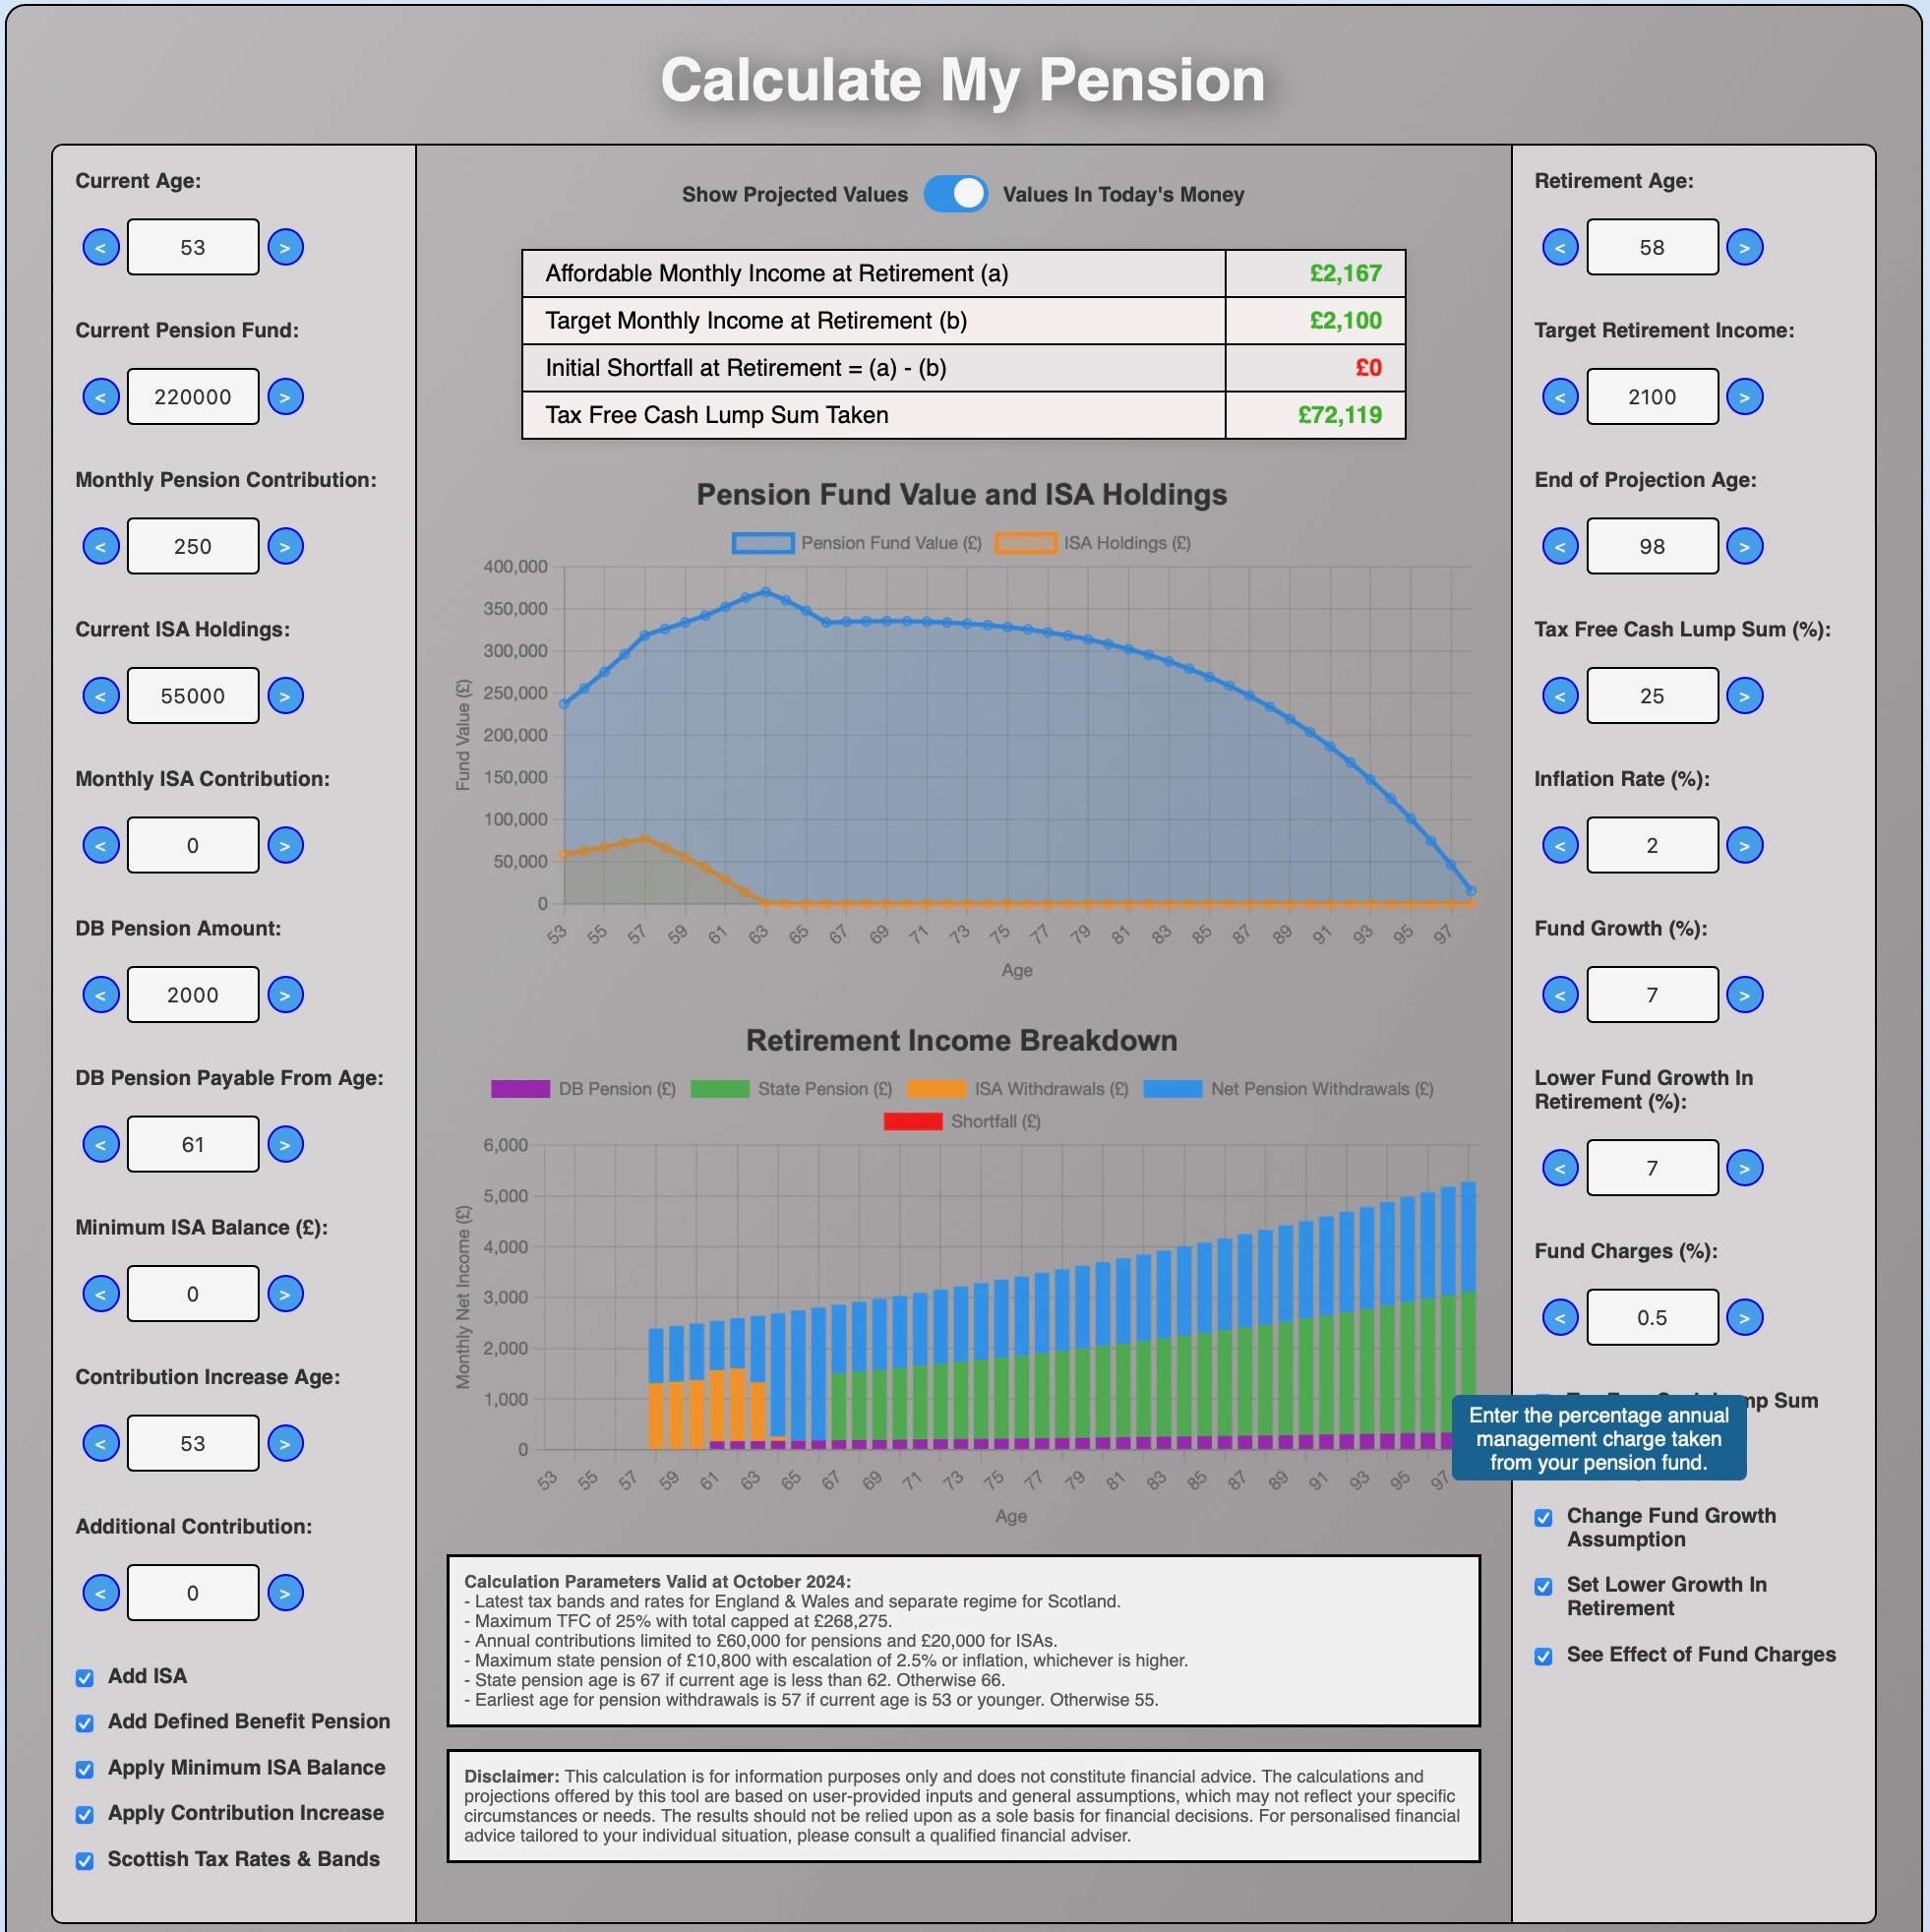 Calculate My Pension
Current Age:
< 53 >
Current Pension Fund:
< 220000 >
Monthly Pension Contribution:
< 250 >
Current ISA Holdings:
< 55000 >
Monthly ISA Contribution:
< 0 >
DB Pension Amount:
< 2000 >
DB Pension Payable From Age:
< 61 >
Minimum ISA Balance (£):
< 0 >
Contribution Increase Age:
< 53 >
Additional Contribution:
< 0 >
Add ISA
Add Defined Benefit Pension
Apply Minimum ISA Balance
Apply Contribution Increase
Scottish Tax Rates & Bands
Show Projected Values Values In Today's Money
Affordable Monthly Income at Retirement (a) £2,167
Target Monthly Income at Retirement (b) £2,100
Initial Shortfall at Retirement = (a) - (b) £0
Tax Free Cash Lump Sum Taken £72,119
Pension Fund Value and ISA Holdings
Pension Fund Value (£) ISA Holdings (£)
Fund Value (£)
400,000
350,000
300,000
250,000
200,000
150,000
100,000
50,000
0
53 55 57 59 61 63 65 67 69 71 73 75 77 79 81 83 85 87 89 91 93 95 97
Age
Retirement Income Breakdown
DB Pension (£) State Pension (£) ISA Withdrawals (£) Net Pension Withdrawals (£)
Shortfall (£)
Monthly Net Income (£)
6,000
5,000
4,000
3,000
2,000
1,000
0
53 55 57 59 61 63 65 67 69 71 73 75 77 79 81 83 85 87 89 91 93 95 97
Age
Calculation Parameters Valid at October 2024:
- Latest tax bands and rates for England & Wales and separate regime for Scotland.
- Maximum TFC of 25% with total capped at £268,275.
- Annual contributions limited to £60,000 for pensions and £20,000 for ISAs.
- Maximum state pension of £10,800 with escalation of 2.5% or inflation, whichever is higher.
- State pension age is 67 if current age is less than 62. Otherwise 66.
- Earliest age for pension withdrawals is 57 if current age is 53 or younger. Otherwise 55.
Disclaimer: This calculation is for information purposes only and does not constitute financial advice. The calculations and
projections offered by this tool are based on user-provided inputs and general assumptions, which may not reflect your specific
circumstances or needs. The results should not be relied upon as a sole basis for financial decisions. For personalised financial
advice tailored to your individual situation, please consult a qualified financial adviser.
Retirement Age:
< 58 >
Target Retirement Income:
< 2100 >
End of Projection Age:
< 98 >
Tax Free Cash Lump Sum (%):
< 25 >
Inflation Rate (%):
< 2 >
Fund Growth (%):
< 7 >
Lower Fund Growth In
Retirement (%):
< 7 >
Fund Charges (%):
< 0.5 >
Sum
Enter the percentage annual
management charge taken
from your pension fund.
Change Fund Growth
Assumption
Set Lower Growth In
Retirement
See Effect of Fund Charges